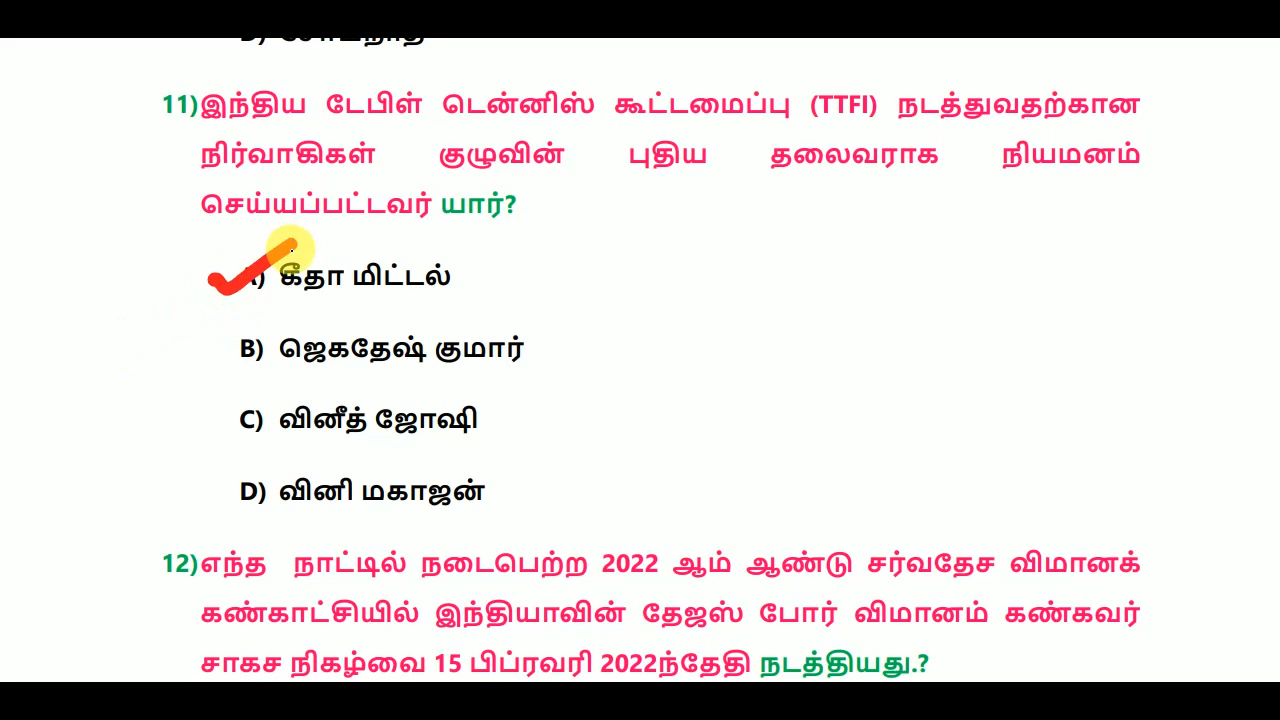 11)இந்திய டேபிள் டென்னிஸ் கூட்டமைப்பு (TTFI) நடத்துவதற்கான
நிர்வாகிகள் குழுவின் புதிய தலைவராக நியமனம்
செய்யப்பட்டவர் யார்?
A) கீதா மிட்டல்
B) ஜெகதேஷ் குமார்
C) வினீத் ஜோஷி
D) வினி மகாஜன்
12)எந்த நாட்டில் நடைபெற்ற 2022 ஆம் ஆண்டு சர்வதேச விமானக்
கண்காட்சியில் இந்தியாவின் தேஜஸ் போர் விமானம் கண்கவர்
சாகச நிகழ்வை 15 பிப்ரவரி 2022ந்தேதி நடத்தியது.?